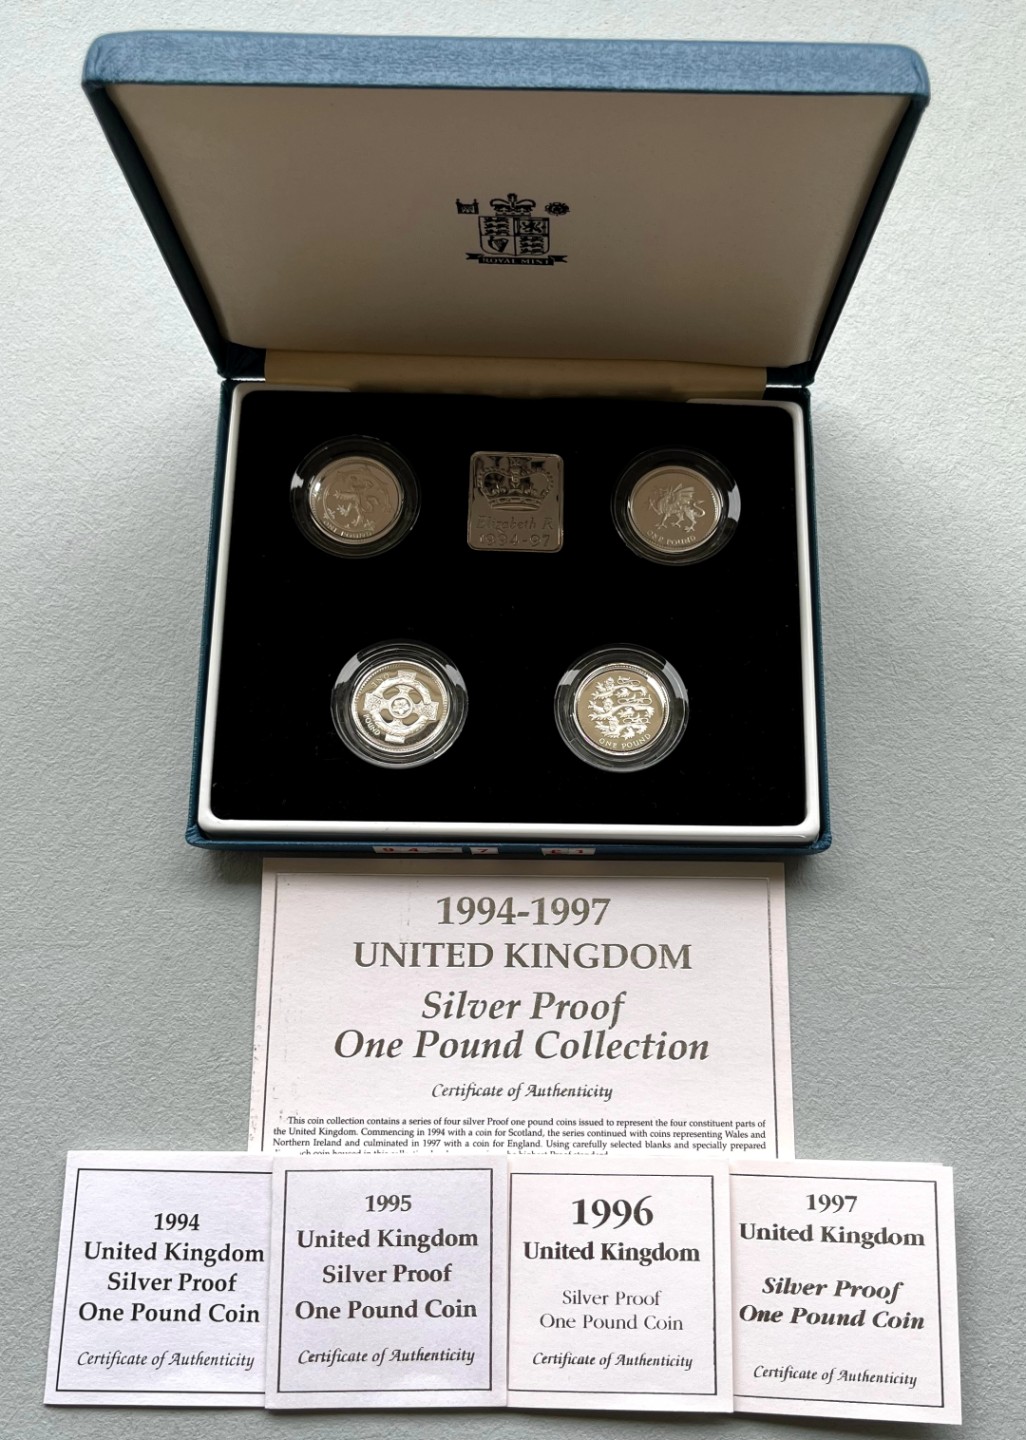 ROYAL MINT
ONE POUND
Elizabeth R
1994-97
ONE POUND
ONE
POUND
ONE POUND
94 - 7 £1
1994-1997
UNITED KINGDOM
Silver Proof
One Pound Collection
Certificate of Authenticity
This coin collection contains a series of four silver Proof one pound coins issued to represent the four constituent parts of
the United Kingdom. Commencing in 1994 with a coin for Scotland, the series continued with coins representing Wales and
Northern Ireland and culminated in 1997 with a coin for England. Using carefully selected blanks and specially prepared
1994
United Kingdom
Silver Proof
One Pound Coin
Certificate of Authenticity
1995
United Kingdom
Silver Proof
One Pound Coin
Certificate of Authenticity
1996
United Kingdom
Silver Proof
One Pound Coin
Certificate of Authenticity
1997
United Kingdom
Silver Proof
One Pound Coin
Certificate of Authenticity